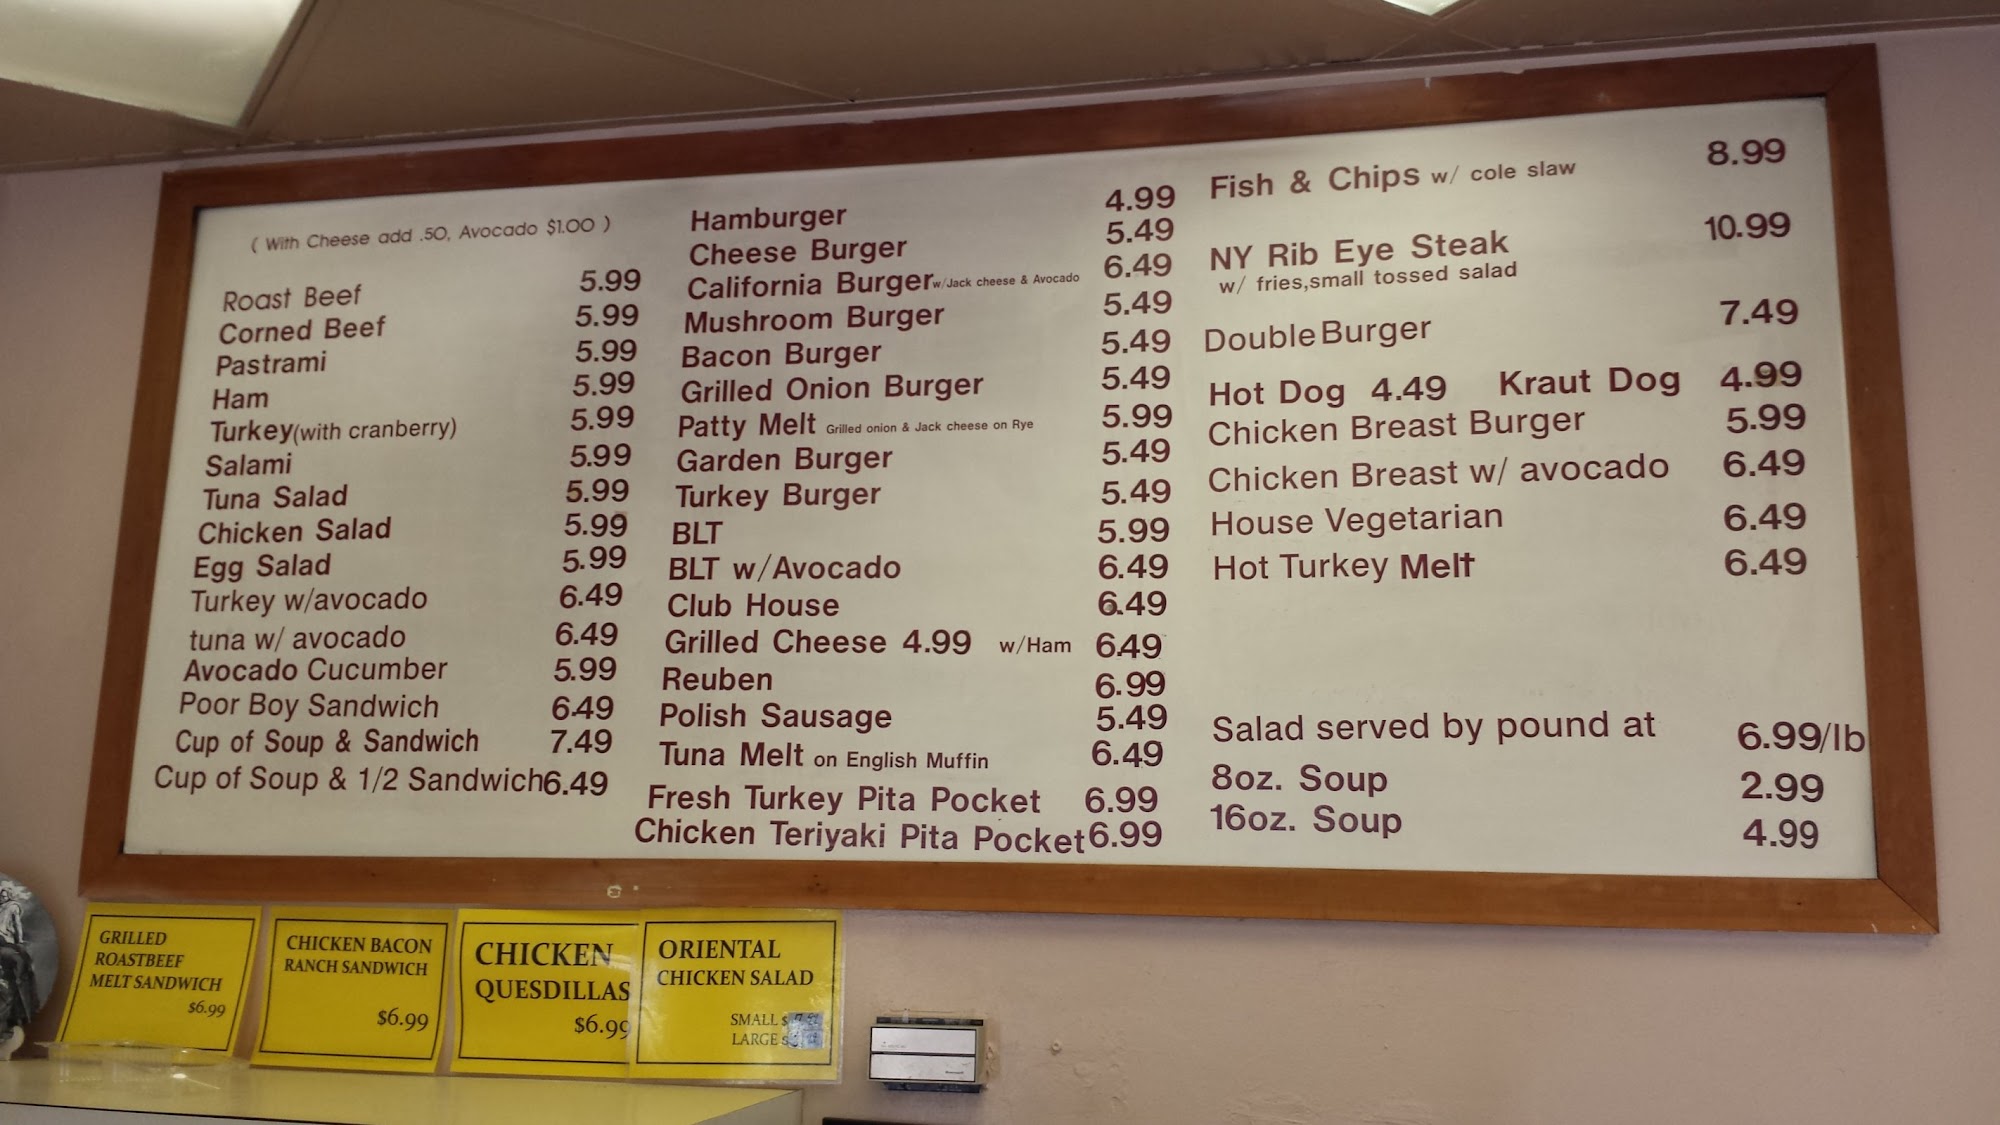 ( With Cheese add .50, Avocado $1.00 )
Roast Beef 5.99
Corned Beef 5.99
Pastrami 5.99
Ham 5.99
Turkey(with cranberry) 5.99
Salami 5.99
Tuna Salad 5.99
Chicken Salad 5.99
Egg Salad 5.99
Turkey w/avocado 6.49
tuna w/ avocado 6.49
Avocado Cucumber 5.99
Poor Boy Sandwich 6.49
Cup of Soup & Sandwich 7.49
Cup of Soup & 1/2 Sandwich 6.49
Hamburger 4.99
Cheese Burger 5.49
California Burger w/Jack cheese & Avocado 6.49
Mushroom Burger 5.49
Bacon Burger 5.49
Grilled Onion Burger 5.49
Patty Melt Grilled onion & Jack cheese on Rye 5.99
Garden Burger 5.49
Turkey Burger 5.49
BLT 5.99
BLT w/Avocado 6.49
Club House 6.49
Grilled Cheese 4.99 w/Ham 6.49
Reuben 6.99
Polish Sausage 5.49
Tuna Melt on English Muffin 6.49
Fresh Turkey Pita Pocket 6.99
Chicken Teriyaki Pita Pocket 6.99
Fish & Chips w/ cole slaw 8.99
NY Rib Eye Steak 10.99
w/ fries,small tossed salad
Double Burger 7.49
Hot Dog 4.49 Kraut Dog 4.99
Chicken Breast Burger 5.99
Chicken Breast w/ avocado 6.49
House Vegetarian 6.49
Hot Turkey Melt 6.49
Salad served by pound at 6.99/lb
8oz. Soup 2.99
16oz. Soup 4.99
GRILLED
ROASTBEEF
MELT SANDWICH
$6.99
CHICKEN BACON
RANCH SANDWICH
$6.99
CHICKEN
QUESDILLAS
$6.99
ORIENTAL
CHICKEN SALAD
SMALL $
LARGE $